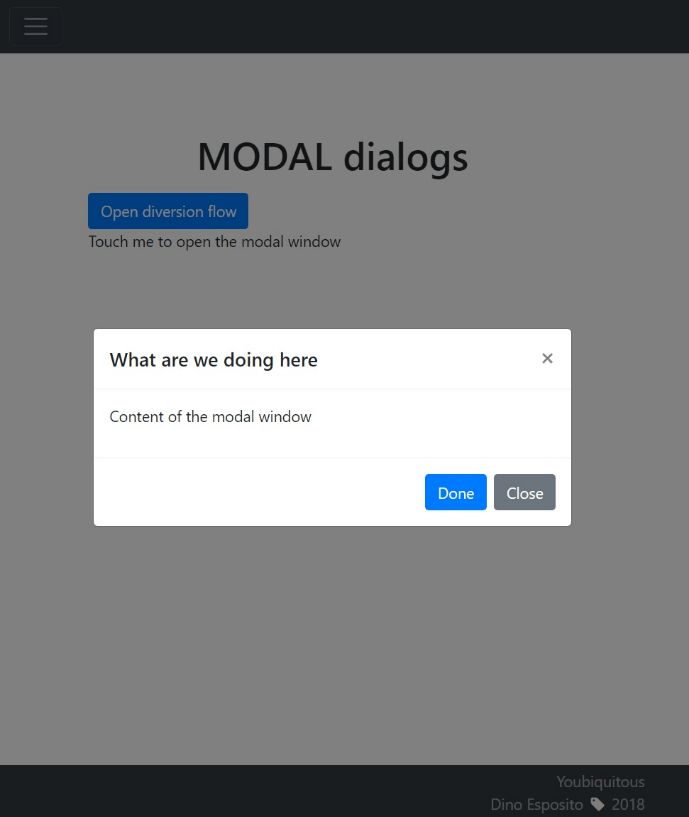 MODAL dialogs
Open diversion flow
Touch me to open the modal window
What are we doing here ×
Content of the modal window
Done Close
Youbiquitous
Dino Esposito 2018